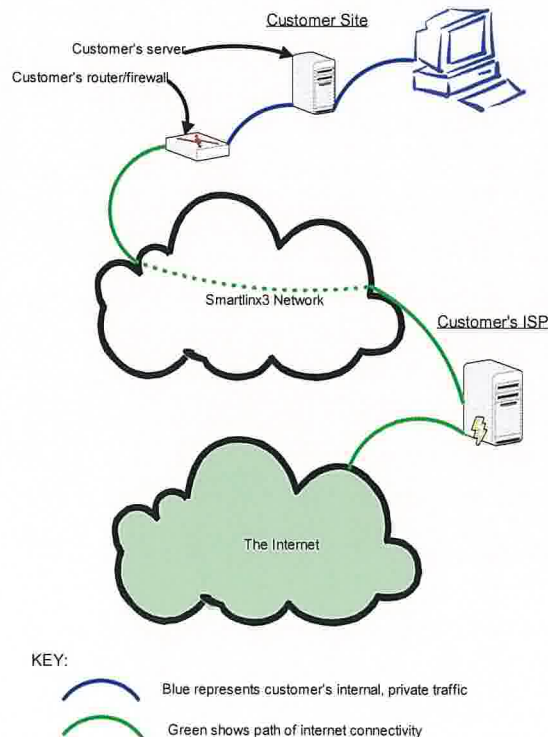 Customer Site
Customer's server
Customer's router/firewall
Smartlinx3 Network
Customer's ISP
The Internet
KEY:
Blue represents customer's internal, private traffic
Green shows path of internet connectivity